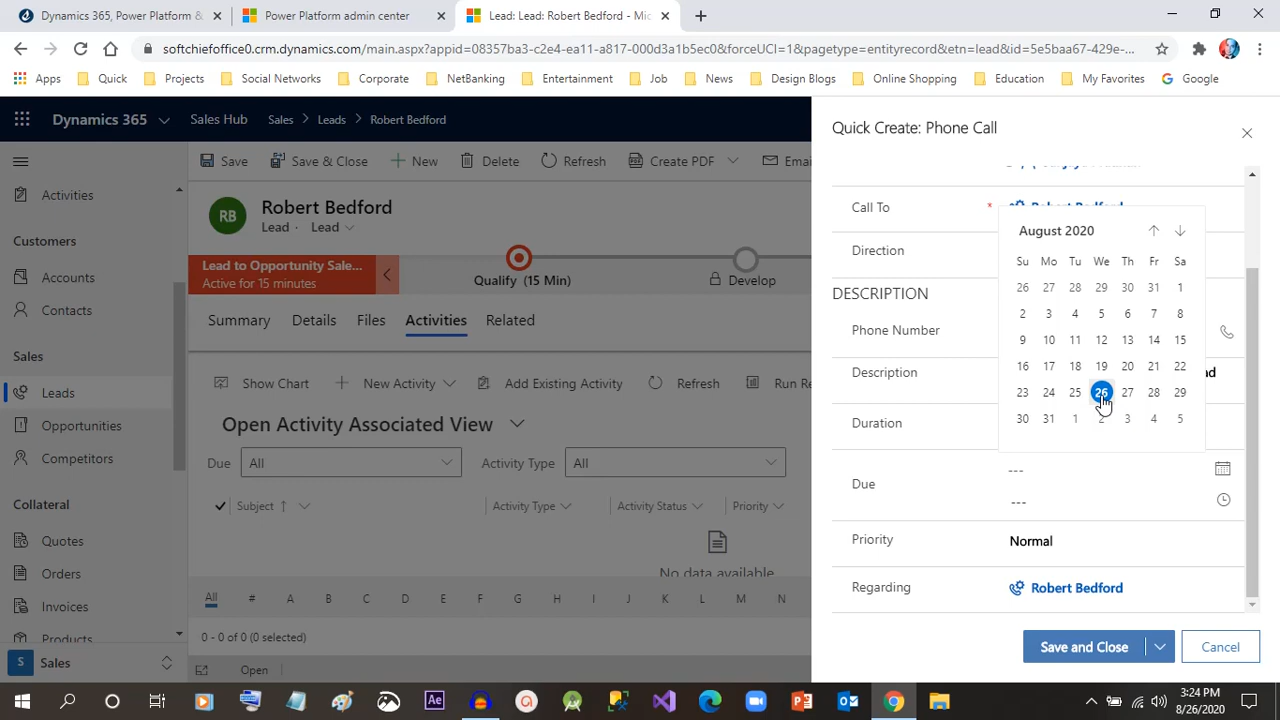 Dynamics 365, Power Platform &
Power Platform admin center
Lead: Lead: Robert Bedford - Mic
softchiefoffice0.crm.dynamics.com/main.aspx?appid=08357ba3-c2e4-ea11-a817-000d3a1b5ec0&forceUCI=1&pagetype=entityrecord&etn=lead&id=5e5baa67-429e-...
Apps Quick Projects Social Networks Corporate NetBanking Entertainment Job News Design Blogs Online Shopping Education My Favorites Google
Dynamics 365 Sales Hub Sales > Leads > Robert Bedford
Save Save & Close New Delete Refresh Create PDF Emai
Activities
Customers
Accounts
Contacts
Sales
Leads
Opportunities
Competitors
Collateral
Quotes
Orders
Invoices
Products
S Sales
RB Robert Bedford
Lead · Lead
Lead to Opportunity Sale...
Active for 15 minutes
Qualify (15 Min)
Develop
Summary Details Files Activities Related
Show Chart New Activity Add Existing Activity Refresh Run Re
Open Activity Associated View
Due All Activity Type All
Subject ↑ Activity Type Activity Status Priority
No data available
All # A B C D E F G H I J K L M N
0 - 0 of 0 (0 selected)
Open
Quick Create: Phone Call
Call To * Robert Bedford
Direction
DESCRIPTION
Phone Number
Description ad
Duration
August 2020
Su Mo Tu We Th Fr Sa
26 27 28 29 30 31 1
2 3 4 5 6 7 8
9 10 11 12 13 14 15
16 17 18 19 20 21 22
23 24 25 26 27 28 29
30 31 1 2 3 4 5
---
Due
---
Priority Normal
Regarding Robert Bedford
Save and Close Cancel
Ae
3:24 PM
8/26/2020